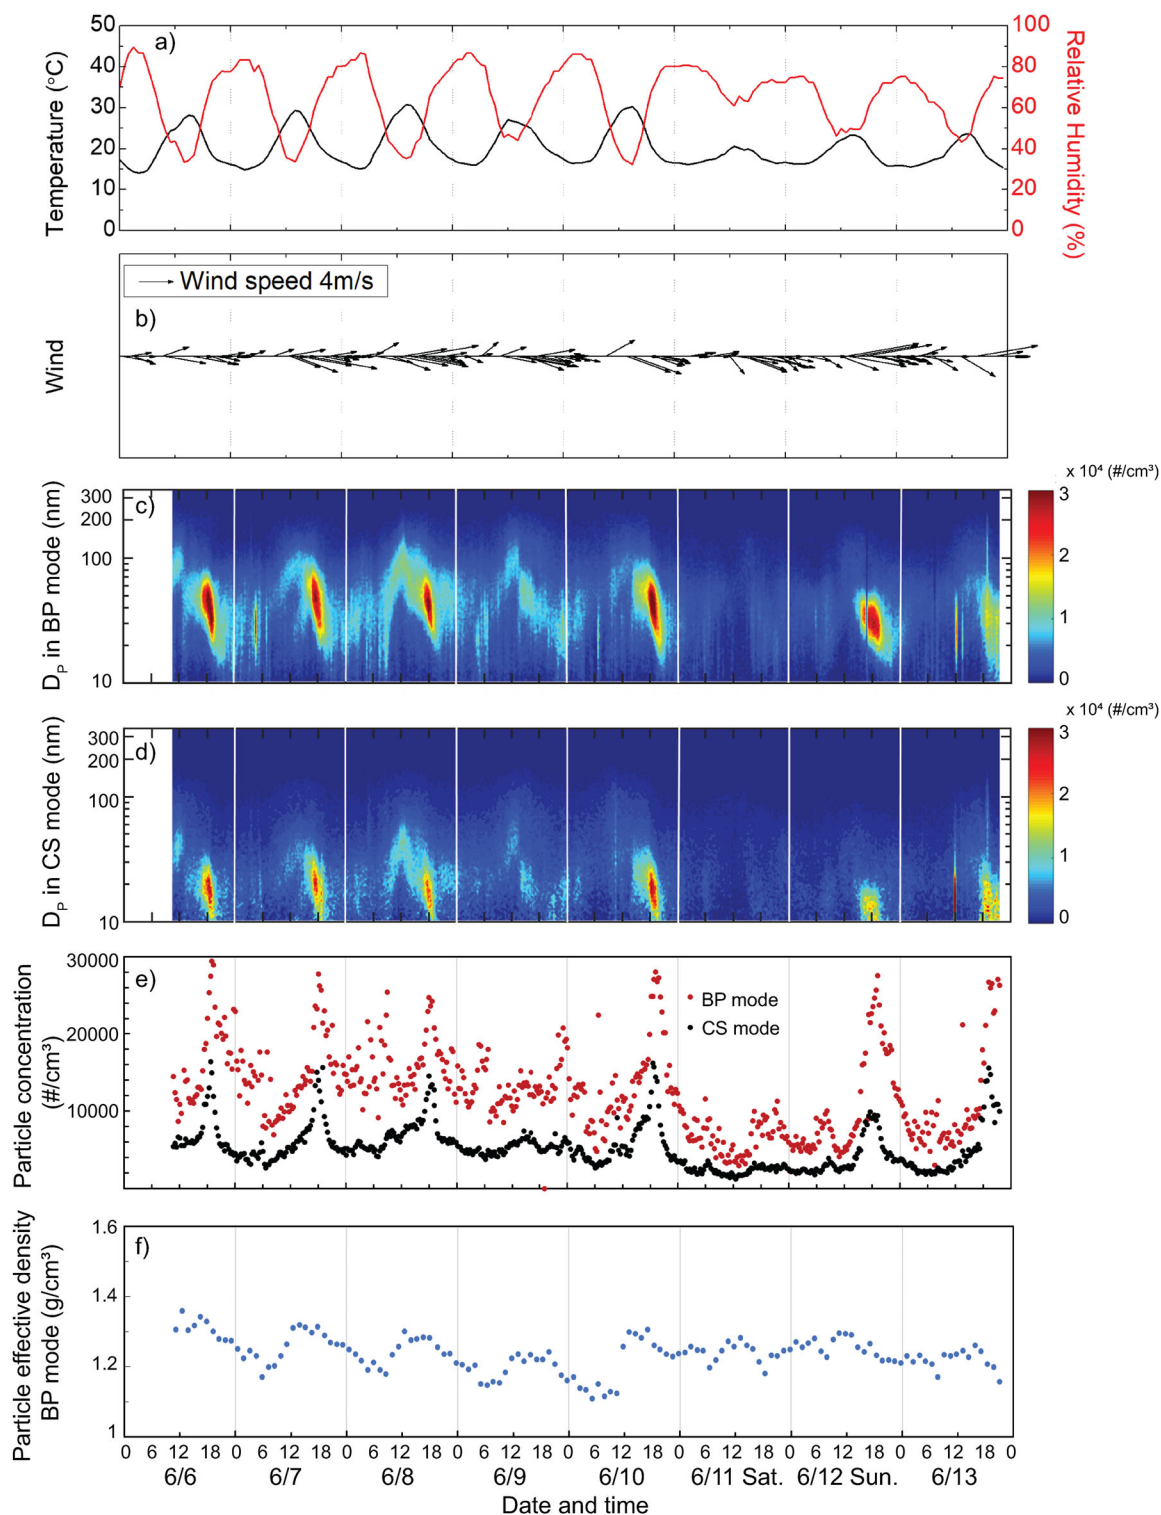 a)
50
40
30
20
10
0
Temperature (°C)
100
80
60
40
20
0
Relative Humidity (%)
Wind speed 4m/s
b)
Wind
c)
300
200
100
10
D_P in BP mode (nm)
x 10⁴ (#/cm³)
3
2
1
0
d)
300
200
100
10
D_P in CS mode (nm)
x 10⁴ (#/cm³)
3
2
1
0
e)
30000
20000
10000
Particle concentration
(#/cm³)
BP mode
CS mode
f)
1.6
1.4
1.2
1
Particle effective density
BP mode (g/cm³)
0 6 12 18 0 6 12 18 0 6 12 18 0 6 12 18 0 6 12 18 0 6 12 18 0 6 12 18 0 6 12 18 0
6/6 6/7 6/8 6/9 6/10 6/11 Sat. 6/12 Sun. 6/13
Date and time